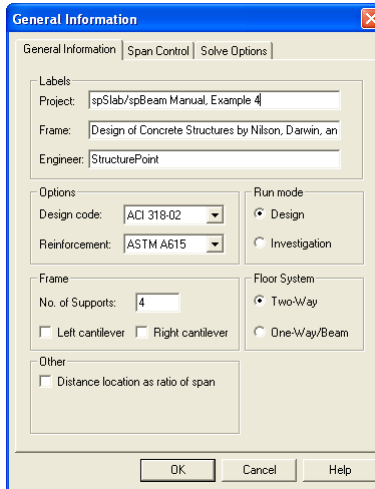 General Information
General Information Span Control Solve Options
Labels
Project: spSlab/spBeam Manual, Example 4
Frame: Design of Concrete Structures by Nilson, Darwin, an
Engineer: StructurePoint
Options
Design code: ACI 318-02
Reinforcement: ASTM A615
Run mode
Design
Investigation
Frame
No. of Supports: 4
Left cantilever Right cantilever
Floor System
Two-Way
One-Way/Beam
Other
Distance location as ratio of span
OK Cancel Help